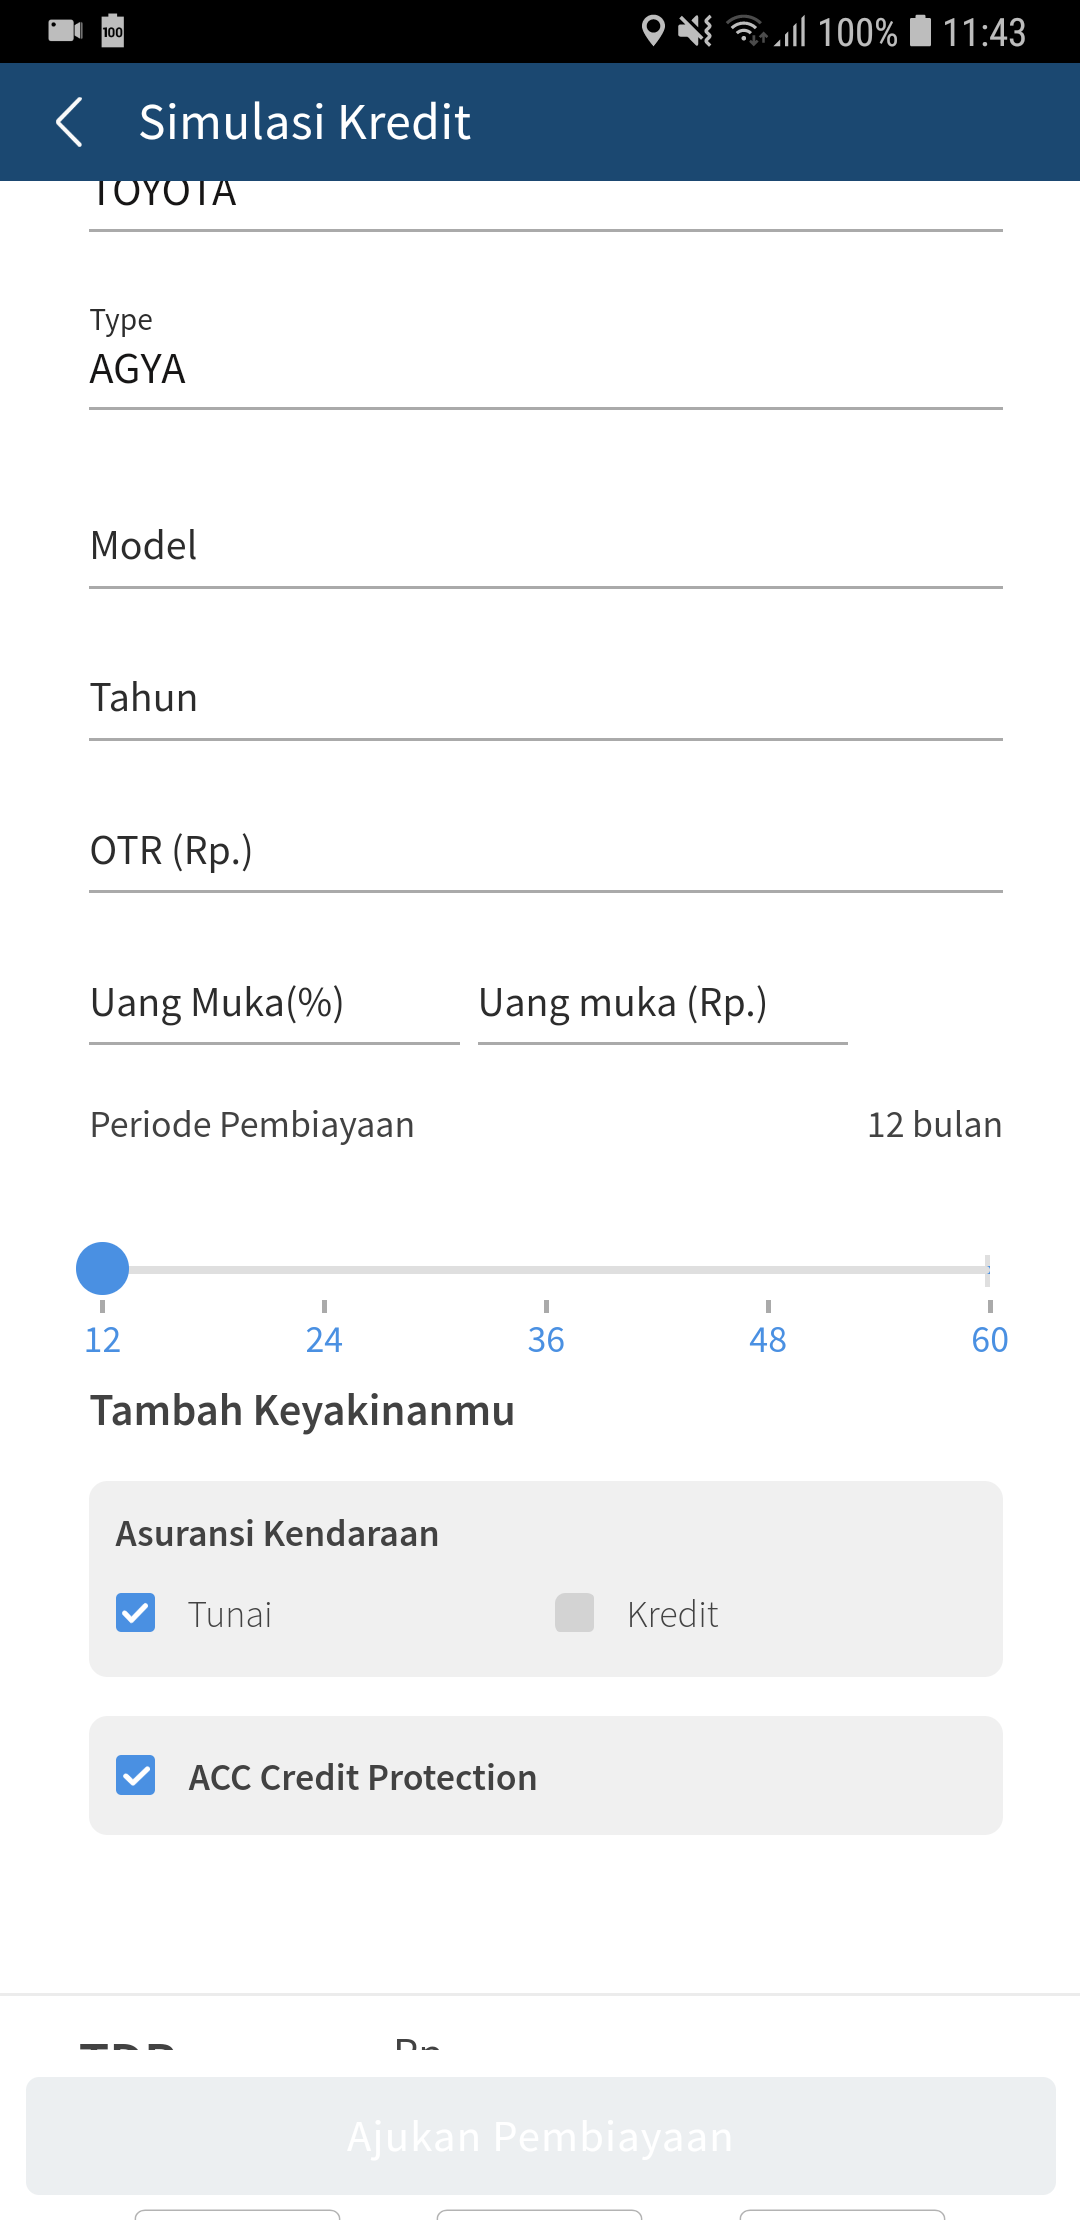 100
100% 11:43
Simulasi Kredit
TOYOTA
Type
AGYA
Model
Tahun
OTR (Rp.)
Uang Muka(%) Uang muka (Rp.)
Periode Pembiayaan 12 bulan
12 24 36 48 60
Tambah Keyakinanmu
Asuransi Kendaraan
Tunai Kredit
ACC Credit Protection
Ajukan Pembiayaan